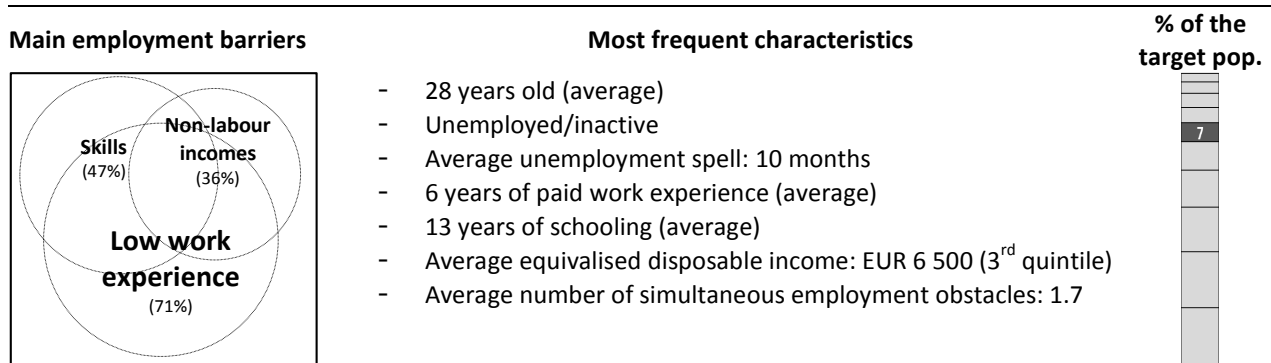 Main employment barriers
Most frequent characteristics
% of the
target pop.
Skills
(47%)
Non-labour
incomes
(36%)
Low work
experience
(71%)
- 28 years old (average)
- Unemployed/inactive
- Average unemployment spell: 10 months
- 6 years of paid work experience (average)
- 13 years of schooling (average)
- Average equivalised disposable income: EUR 6 500 (3rd quintile)
- Average number of simultaneous employment obstacles: 1.7
7